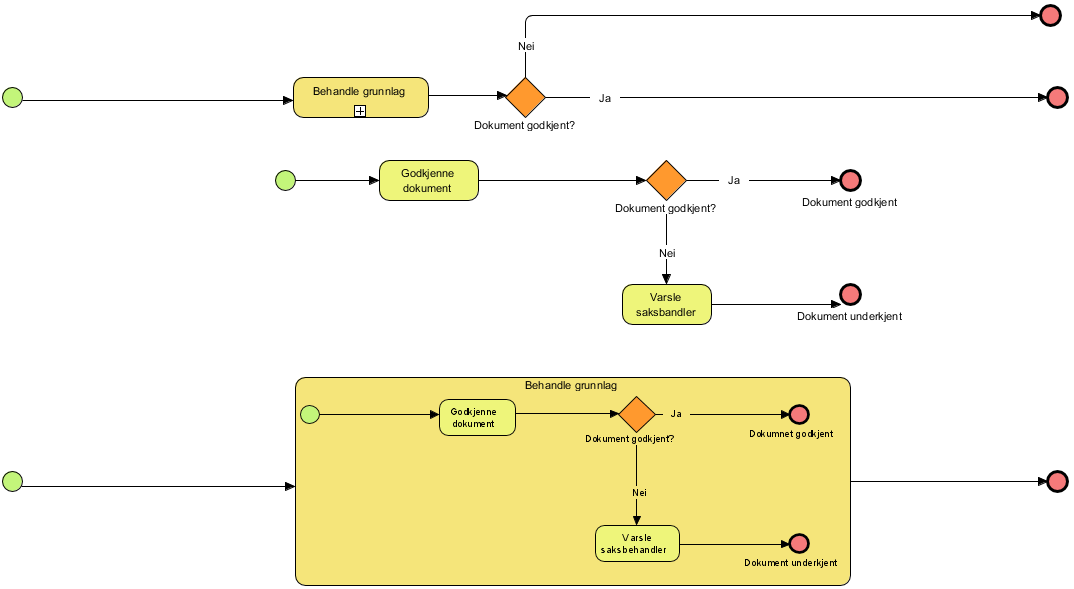 Nei
Behandle grunnlag
Ja
Dokument godkjent?
Godkjenne
dokument
Ja
Dokument godkjent?
Dokument godkjent
Nei
Varsle
saksbandler
Dokument underkjent
Behandle grunnlag
Godkjenne
dokument
Ja
Dokument godkjent?
Dokumnet godkjent
Nei
Varsle
saksbehandler
Dokument underkjent